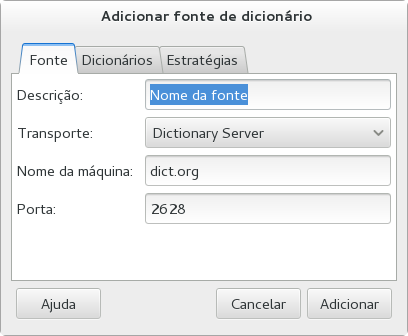 Adicionar fonte de dicionário
Fonte Dicionários Estratégias
Descrição: Nome da fonte
Transporte: Dictionary Server
Nome da máquina: dict.org
Porta: 2628
Ajuda Cancelar Adicionar